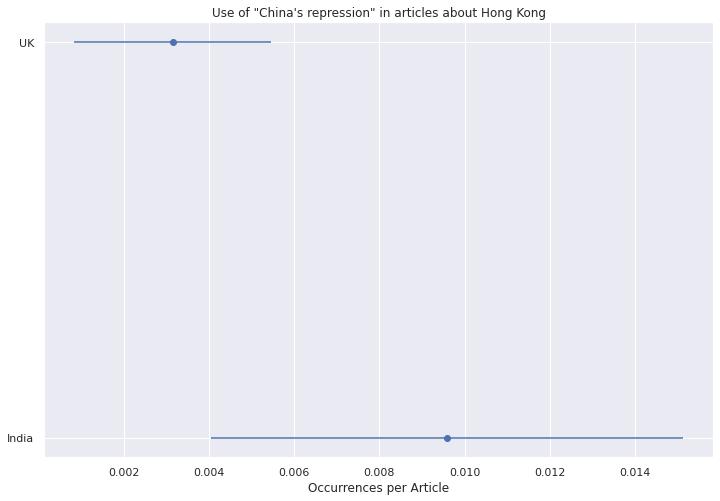 Use of "China's repression" in articles about Hong Kong
UK
India
0.002 0.004 0.006 0.008 0.010 0.012 0.014
Occurrences per Article